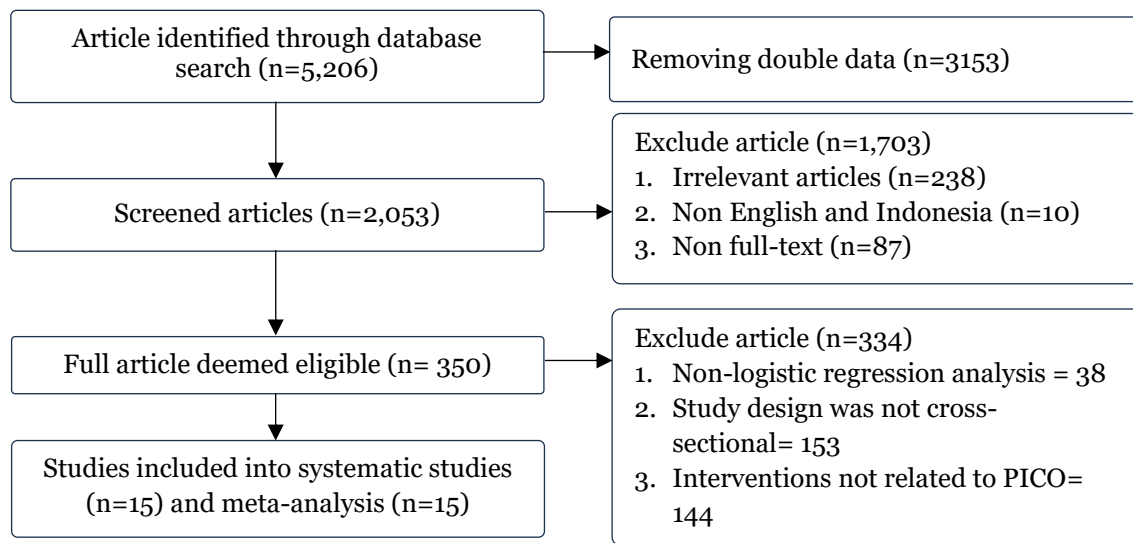 Article identified through database
search (n=5,206)
Removing double data (n=3153)
Exclude article (n=1,703)
1. Irrelevant articles (n=238)
2. Non English and Indonesia (n=10)
3. Non full-text (n=87)
Screened articles (n=2,053)
Exclude article (n=334)
1. Non-logistic regression analysis = 38
2. Study design was not cross-
sectional= 153
3. Interventions not related to PICO=
144
Full article deemed eligible (n= 350)
Studies included into systematic studies
(n=15) and meta-analysis (n=15)